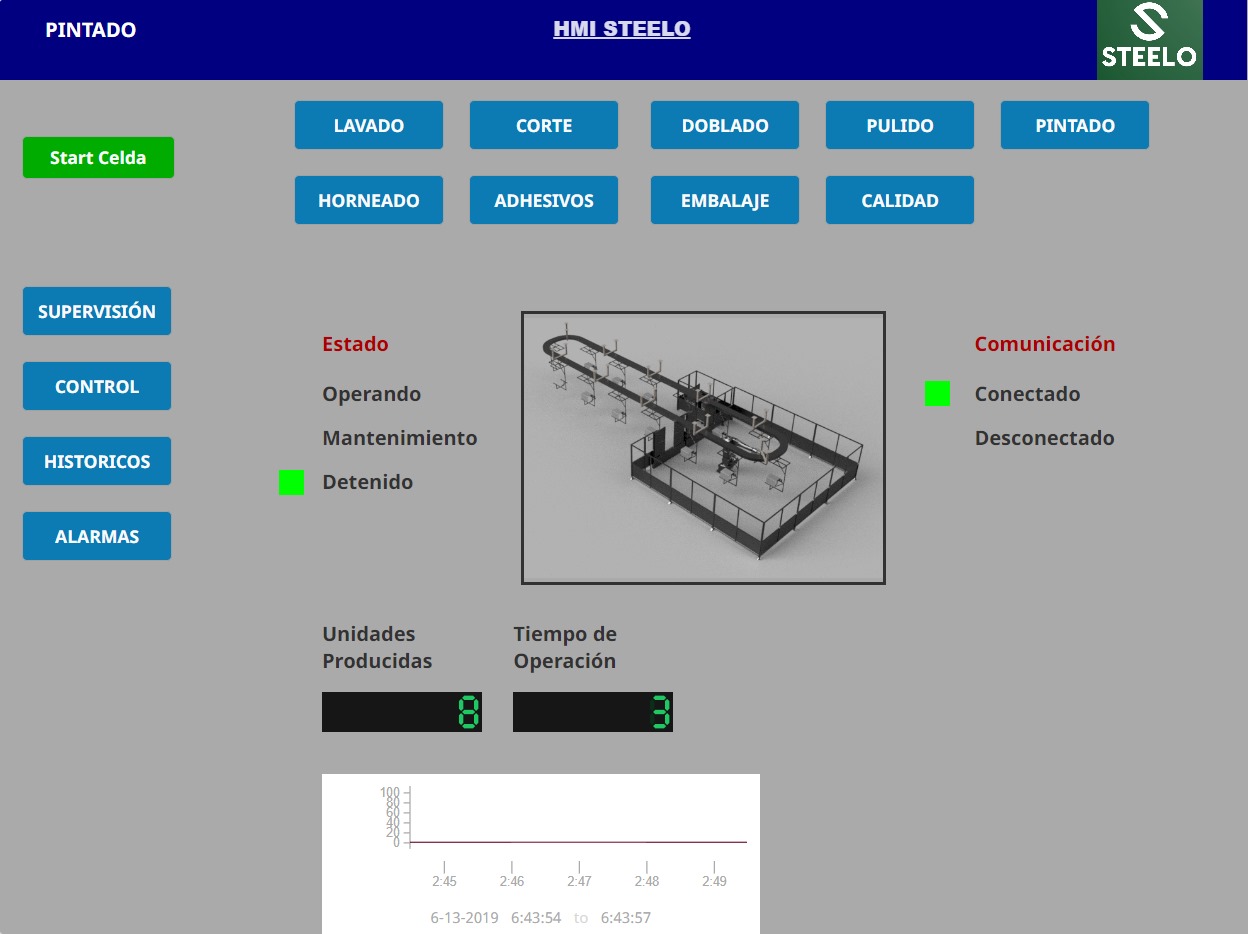 PINTADO
HMI STEELO
STEELO
LAVADO
CORTE
DOBLADO
PULIDO
PINTADO
Start Celda
HORNEADO
ADHESIVOS
EMBALAJE
CALIDAD
SUPERVISIÓN
CONTROL
HISTORICOS
ALARMAS
Estado
Operando
Mantenimiento
Detenido
Comunicación
Conectado
Desconectado
Unidades
Producidas
8
Tiempo de
Operación
3
100
80
60
40
20
0
2:45
2:46
2:47
2:48
2:49
6-13-2019 6:43:54 to 6:43:57